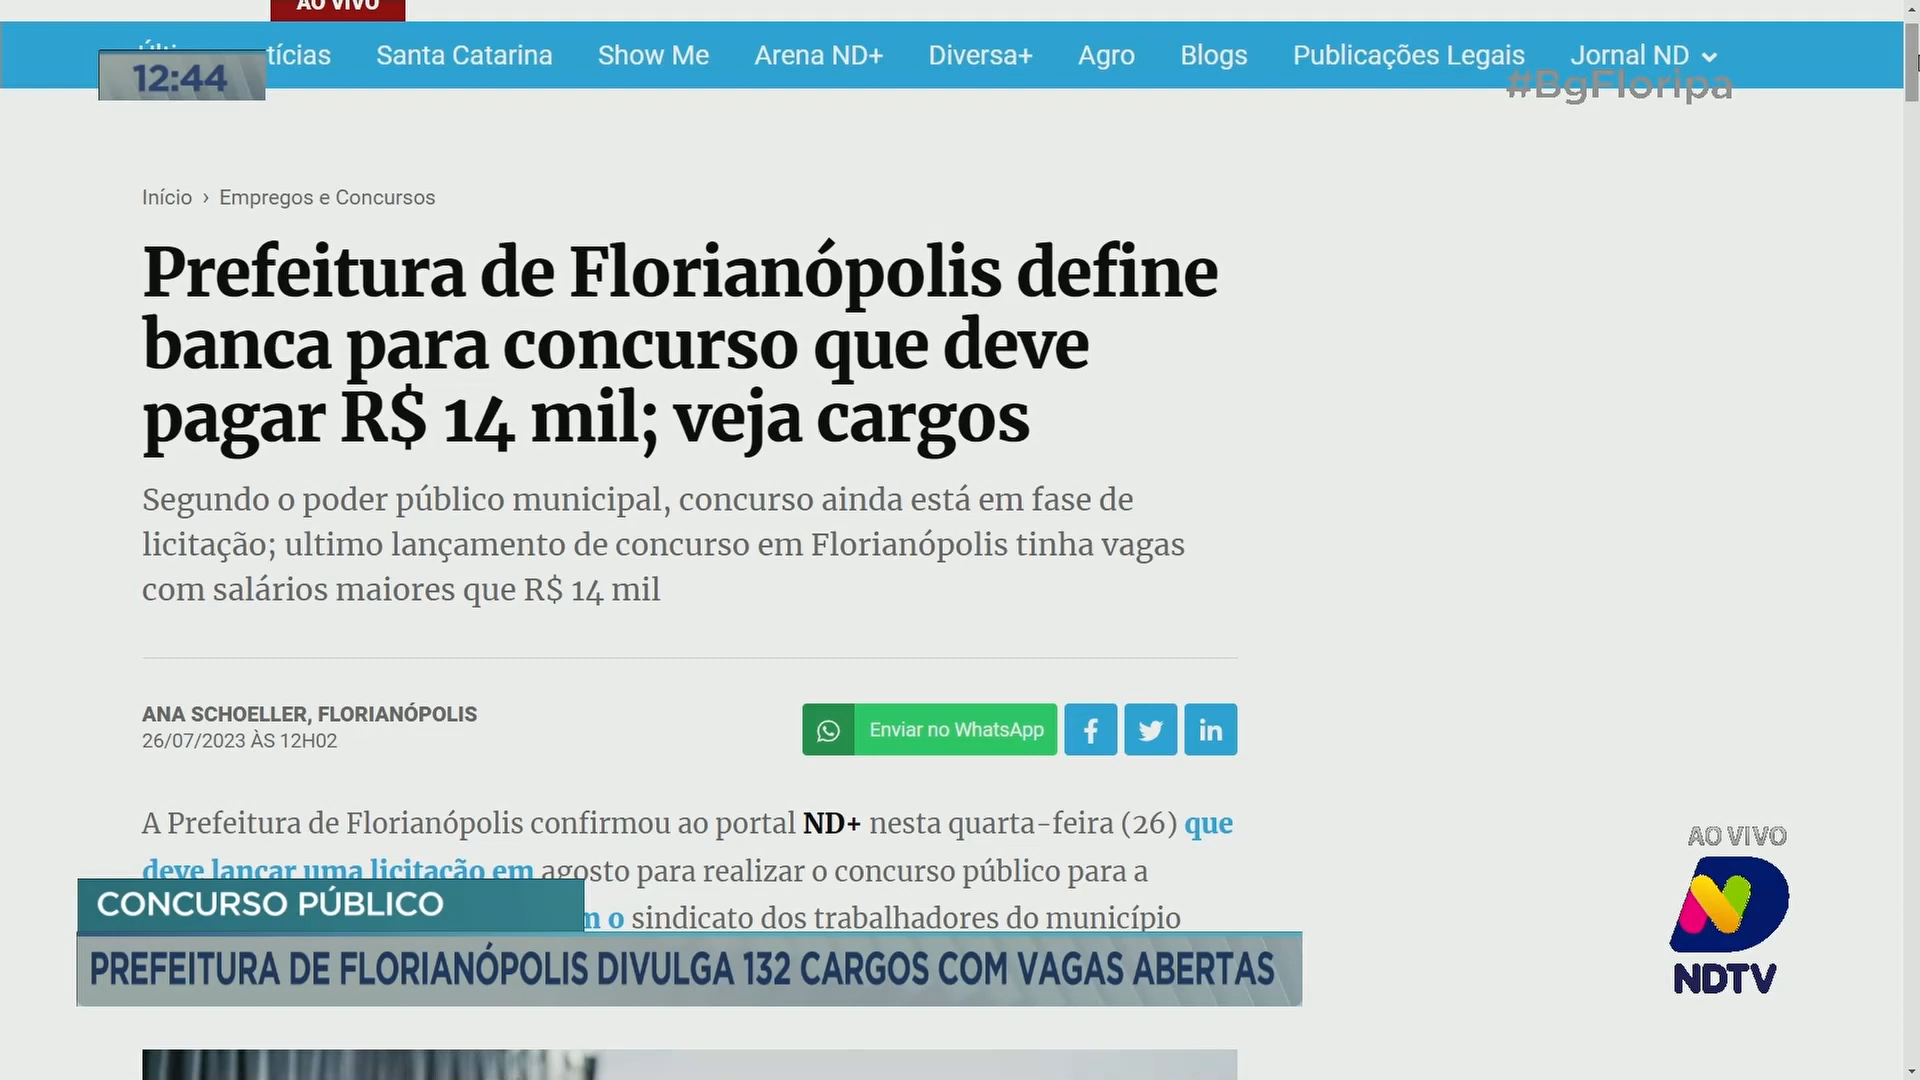 AO VIVO
tícias Santa Catarina Show Me Arena ND+ Diversa+ Agro Blogs Publicações Legais Jornal ND
12:44
#BgFloripa
Início › Empregos e Concursos
Prefeitura de Florianópolis define
banca para concurso que deve
pagar R$ 14 mil; veja cargos
Segundo o poder público municipal, concurso ainda está em fase de
licitação; ultimo lançamento de concurso em Florianópolis tinha vagas
com salários maiores que R$ 14 mil
ANA SCHOELLER, FLORIANÓPOLIS
26/07/2023 ÀS 12H02
Enviar no WhatsApp
A Prefeitura de Florianópolis confirmou ao portal ND+ nesta quarta-feira (26) que
deve lançar uma licitação em agosto para realizar o concurso público para a
o sindicato dos trabalhadores do município
CONCURSO PÚBLICO
PREFEITURA DE FLORIANÓPOLIS DIVULGA 132 CARGOS COM VAGAS ABERTAS
AO VIVO
NDTV